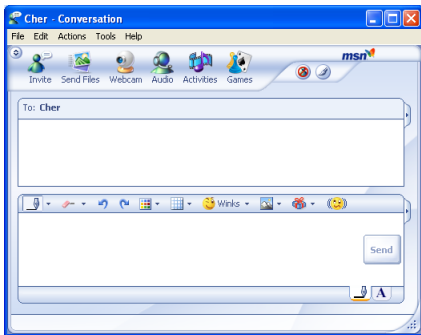 Cher - Conversation
File Edit Actions Tools Help
msn
Invite Send Files Webcam Audio Activities Games
To: Cher
Winks
Send
A